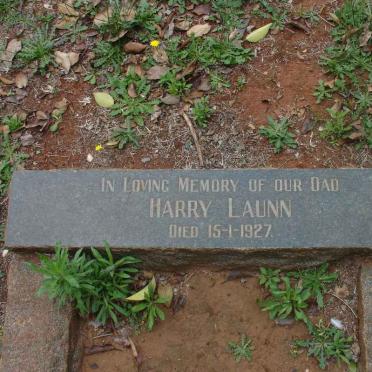 In Loving Memory of our Dad
Harry Launn
Died 15-1-1927.